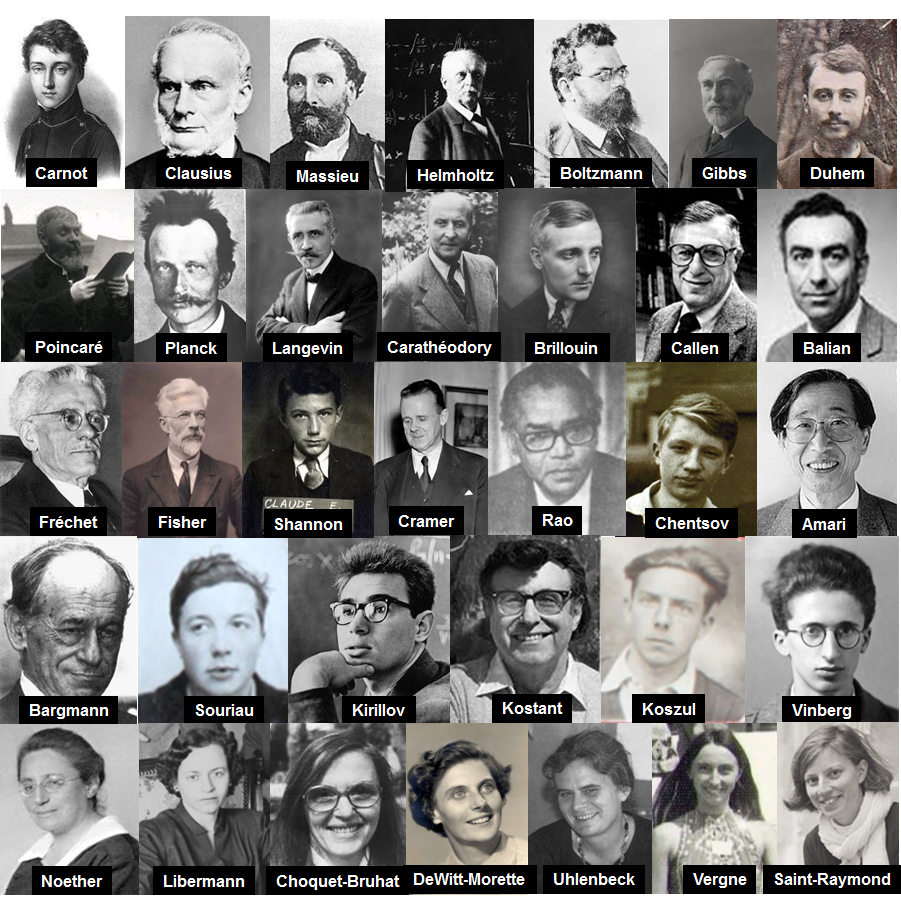 Carnot
Clausius
Massieu
Helmholtz
Boltzmann
Gibbs
Duhem
Poincaré
Planck
Langevin
Carathéodory
Brillouin
Callen
Balian
Fréchet
Fisher
CLAUDE E.
Shannon
Cramer
Rao
Chentsov
Amari
Bargmann
Souriau
Kirillov
Kostant
Koszul
Vinberg
Noether
Libermann
Choquet-Bruhat
DeWitt-Morette
Uhlenbeck
Vergne
Saint-Raymond